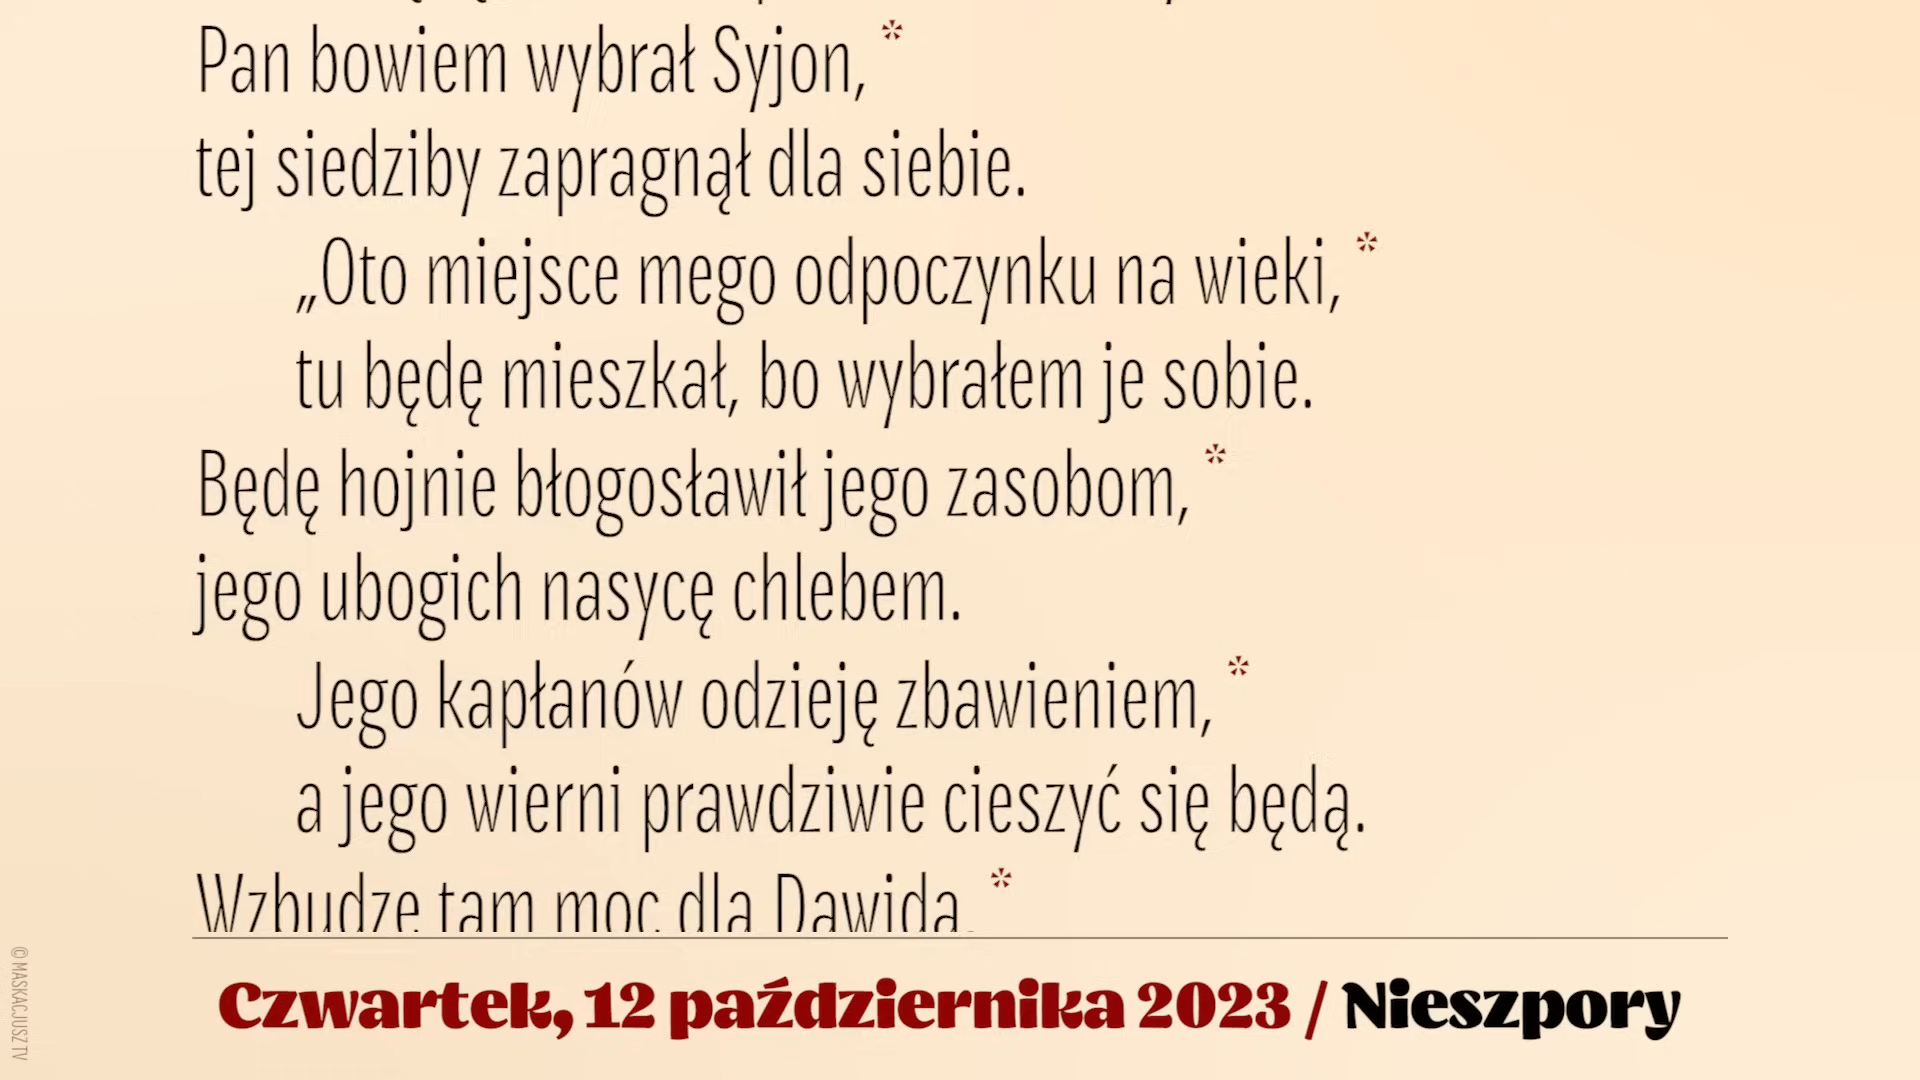 Pan bowiem wybrał Syjon, *
tej siedziby zapragnął dla siebie.
„Oto miejsce mego odpoczynku na wieki, *
tu będę mieszkał, bo wybrałem je sobie.
Będę hojnie błogosławił jego zasobom, *
jego ubogich nasycę chlebem.
Jego kapłanów odzieję zbawieniem, *
a jego wierni prawdziwie cieszyć się będą.
Wzbudzę tam moc dla Dawida, *
Czwartek, 12 października 2023 / Nieszpory
© MASKACJUSZ TV